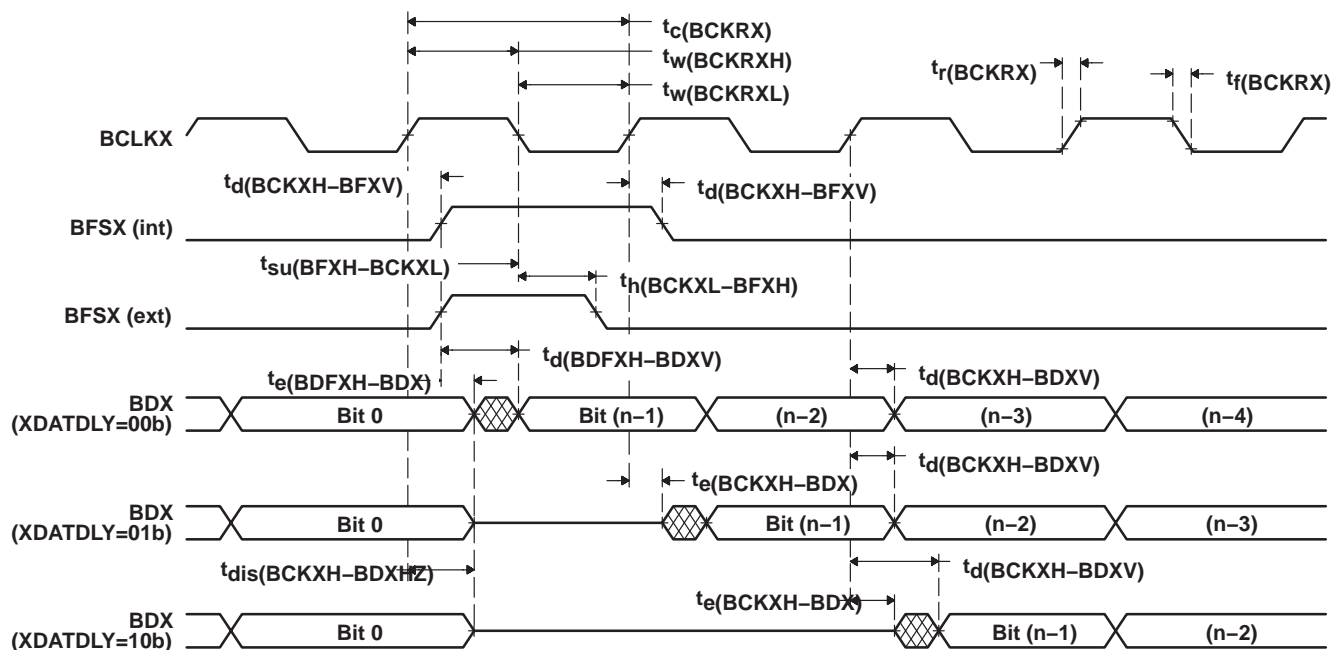 tc(BCKRX)
tw(BCKRXH)
tr(BCKRX)
tf(BCKRX)
tw(BCKRXL)
BCLKX
td(BCKXH–BFXV)
td(BCKXH–BFXV)
BFSX (int)
tsu(BFXH–BCKXL)
th(BCKXL–BFXH)
BFSX (ext)
td(BDFXH–BDXV)
te(BDFXH–BDX)
td(BCKXH–BDXV)
BDX
(XDATDLY=00b)
Bit 0
Bit (n–1)
(n–2)
(n–3)
(n–4)
td(BCKXH–BDXV)
te(BCKXH–BDX)
BDX
(XDATDLY=01b)
Bit 0
Bit (n–1)
(n–2)
(n–3)
tdis(BCKXH–BDXHZ)
td(BCKXH–BDXV)
te(BCKXH–BDX)
BDX
(XDATDLY=10b)
Bit 0
Bit (n–1)
(n–2)